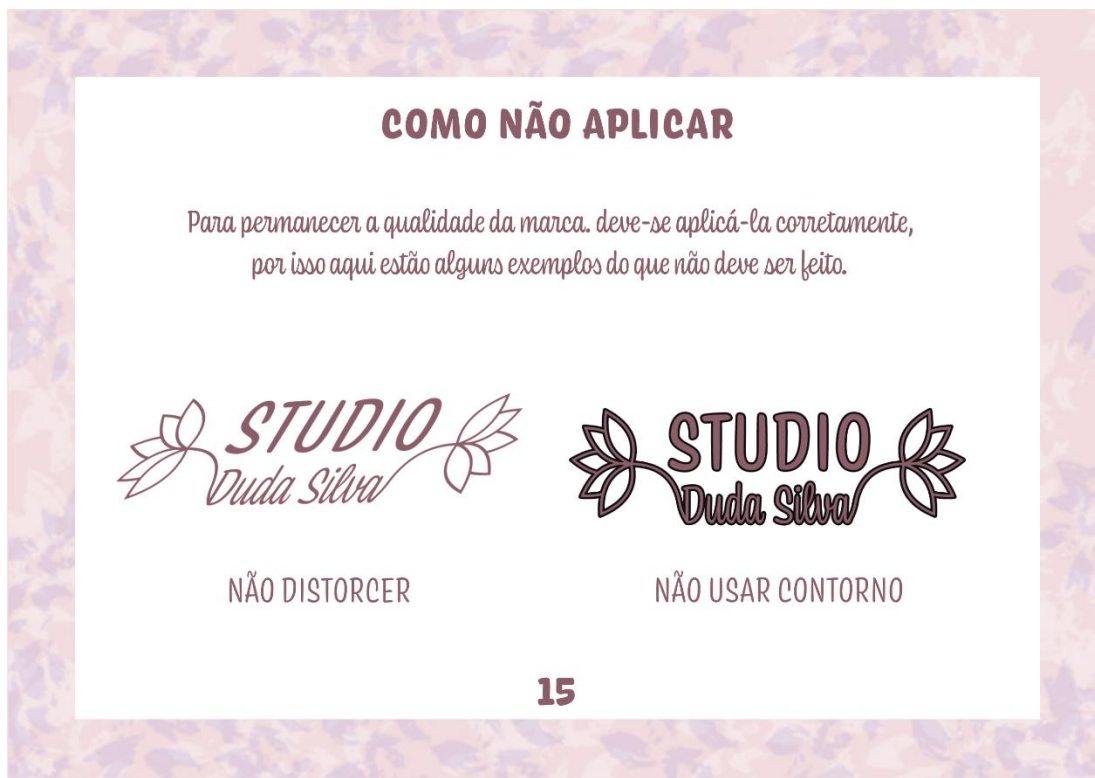 COMO NÃO APLICAR
Para permanecer a qualidade da marca. deve-se aplicá-la corretamente,
por isso aqui estão alguns exemplos do que não deve ser feito.
STUDIO
Duda Silva
STUDIO
Duda Silva
NÃO DISTORCER
NÃO USAR CONTORNO
15